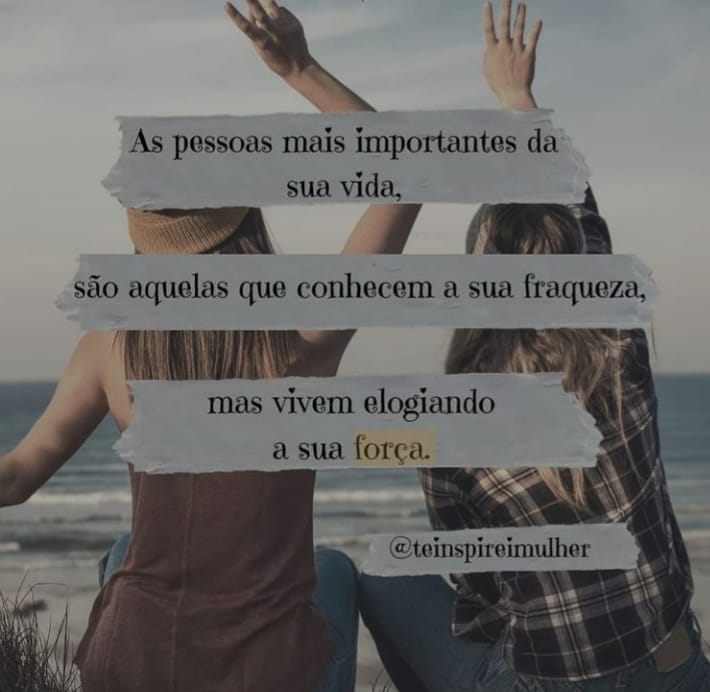 As pessoas mais importantes da
sua vida,
são aquelas que conhecem a sua fraqueza,
mas vivem elogiando
a sua força.
@teinspireimulher